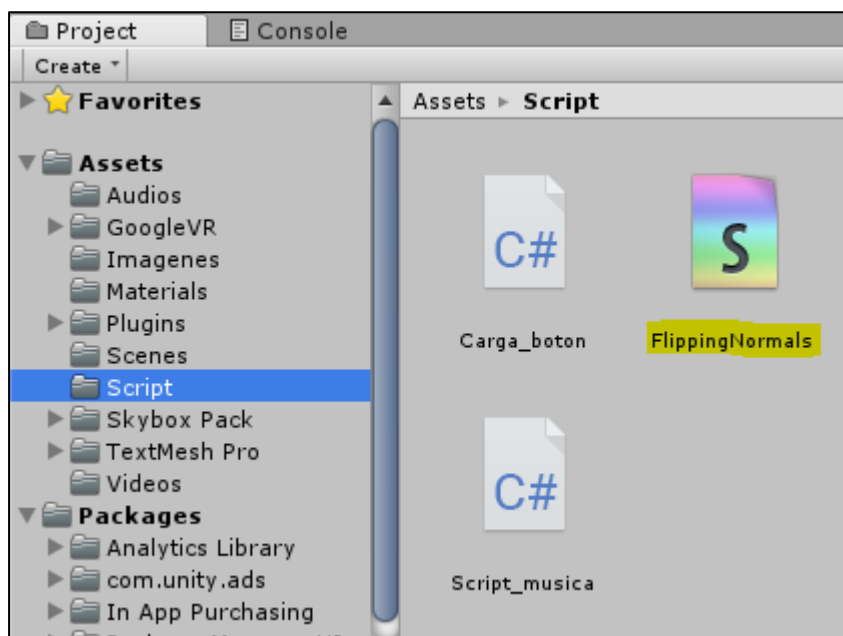 Project
Console
Create
Favorites
Assets
Audios
GoogleVR
Imagenes
Materials
Plugins
Scenes
Script
Skybox Pack
TextMesh Pro
Videos
Packages
Analytics Library
com.unity.ads
In App Purchasing
Assets Script
C#
Carga_boton
S
FlippingNormals
C#
Script_musica